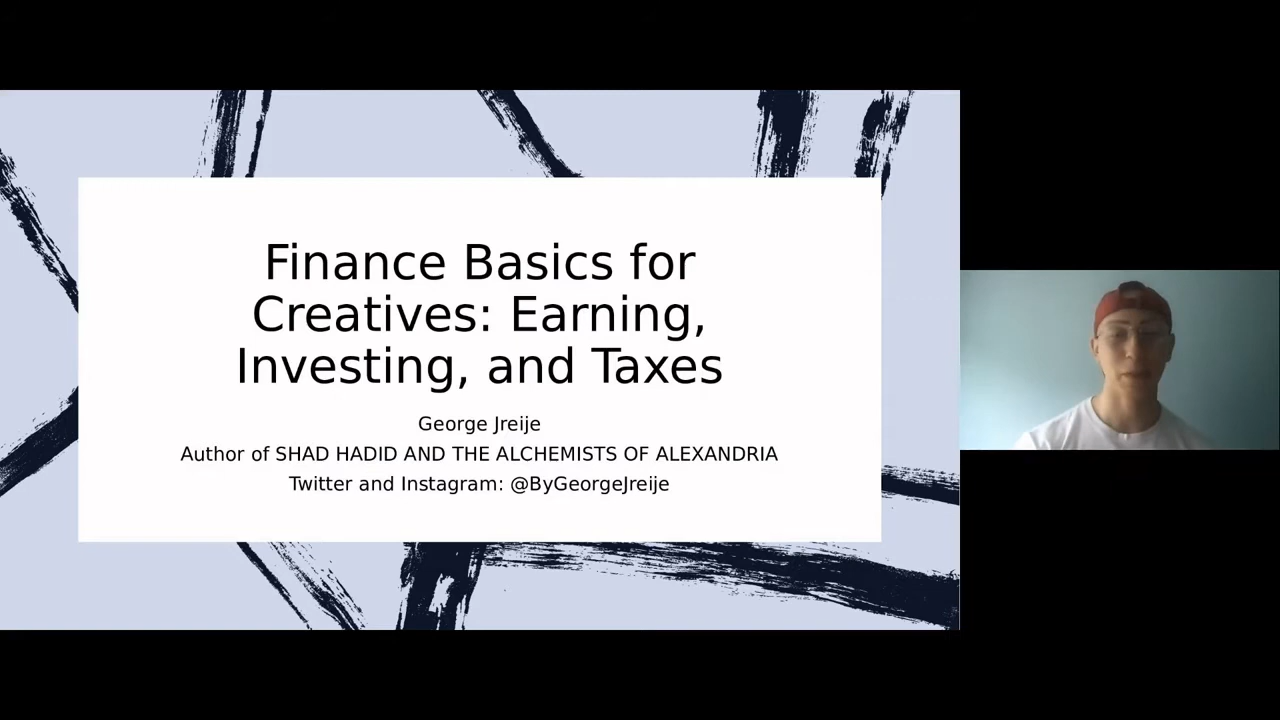 Finance Basics for
Creatives: Earning,
Investing, and Taxes
George Jreije
Author of SHAD HADID AND THE ALCHEMISTS OF ALEXANDRIA
Twitter and Instagram: @ByGeorgeJreije